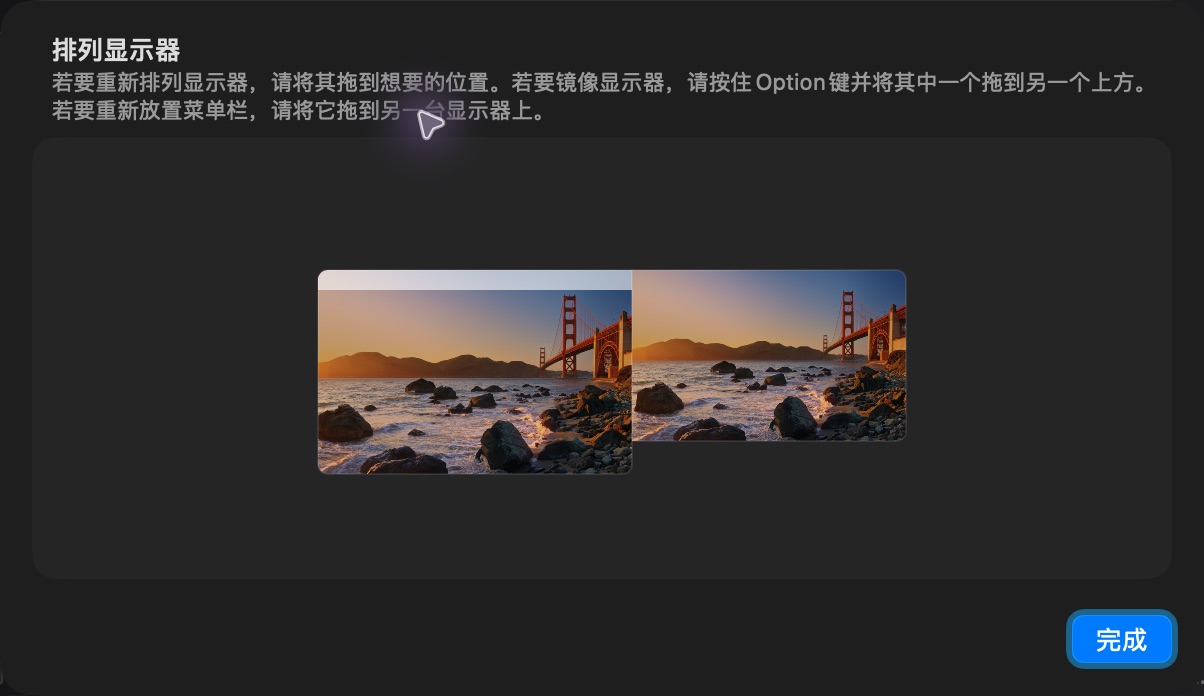 排列显示器
若要重新排列显示器，请将其拖到想要的位置。若要镜像显示器，请按住 Option 键并将其中一个拖到另一个上方。
若要重新放置菜单栏，请将它拖到另一台显示器上。
完成